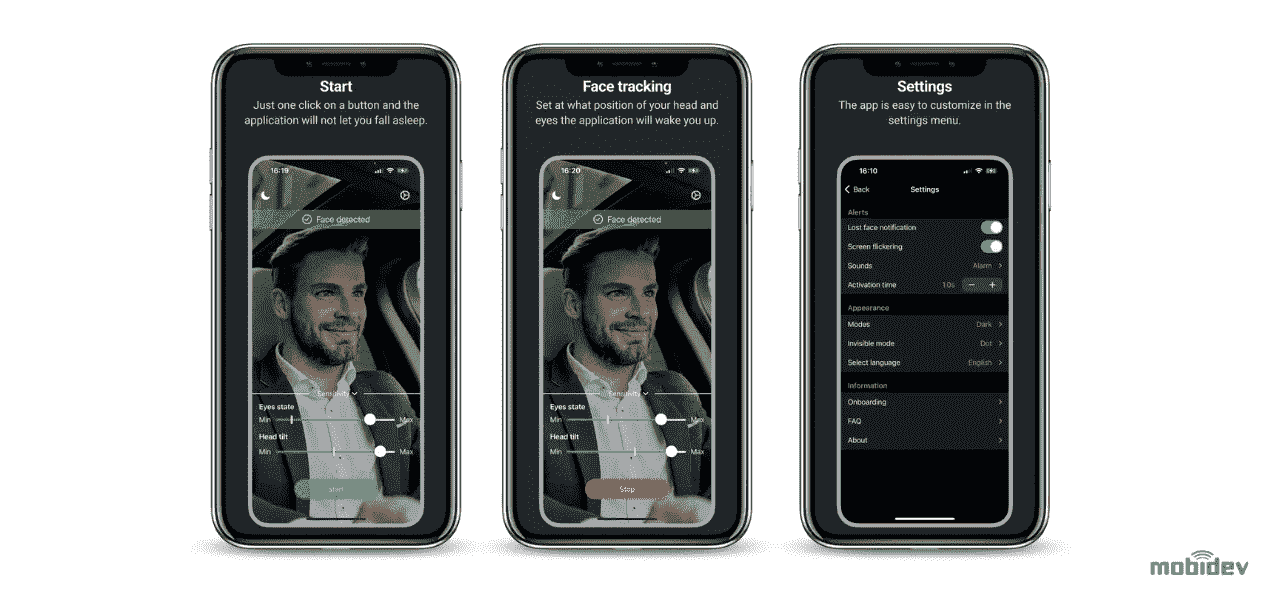 Start
Just one click on a button and the
application will not let you fall asleep.
16:19
Face detected
Sensitivity
Eyes state
Min
Max
Head tilt
Min
Max
Start
Face tracking
Set at what position of your head and
eyes the application will wake you up.
16:20
Face detected
Sensitivity
Eyes state
Min
Max
Head tilt
Min
Max
Stop
Settings
The app is easy to customize in the
settings menu.
16:10
Back Settings
Alerts
Lost face notification
Screen flickering
Sounds Alarm
Activation time 10s − +
Appearance
Modes Dark
Invisible mode Dot
Select language English
Information
Onboarding
FAQ
About
mobidev